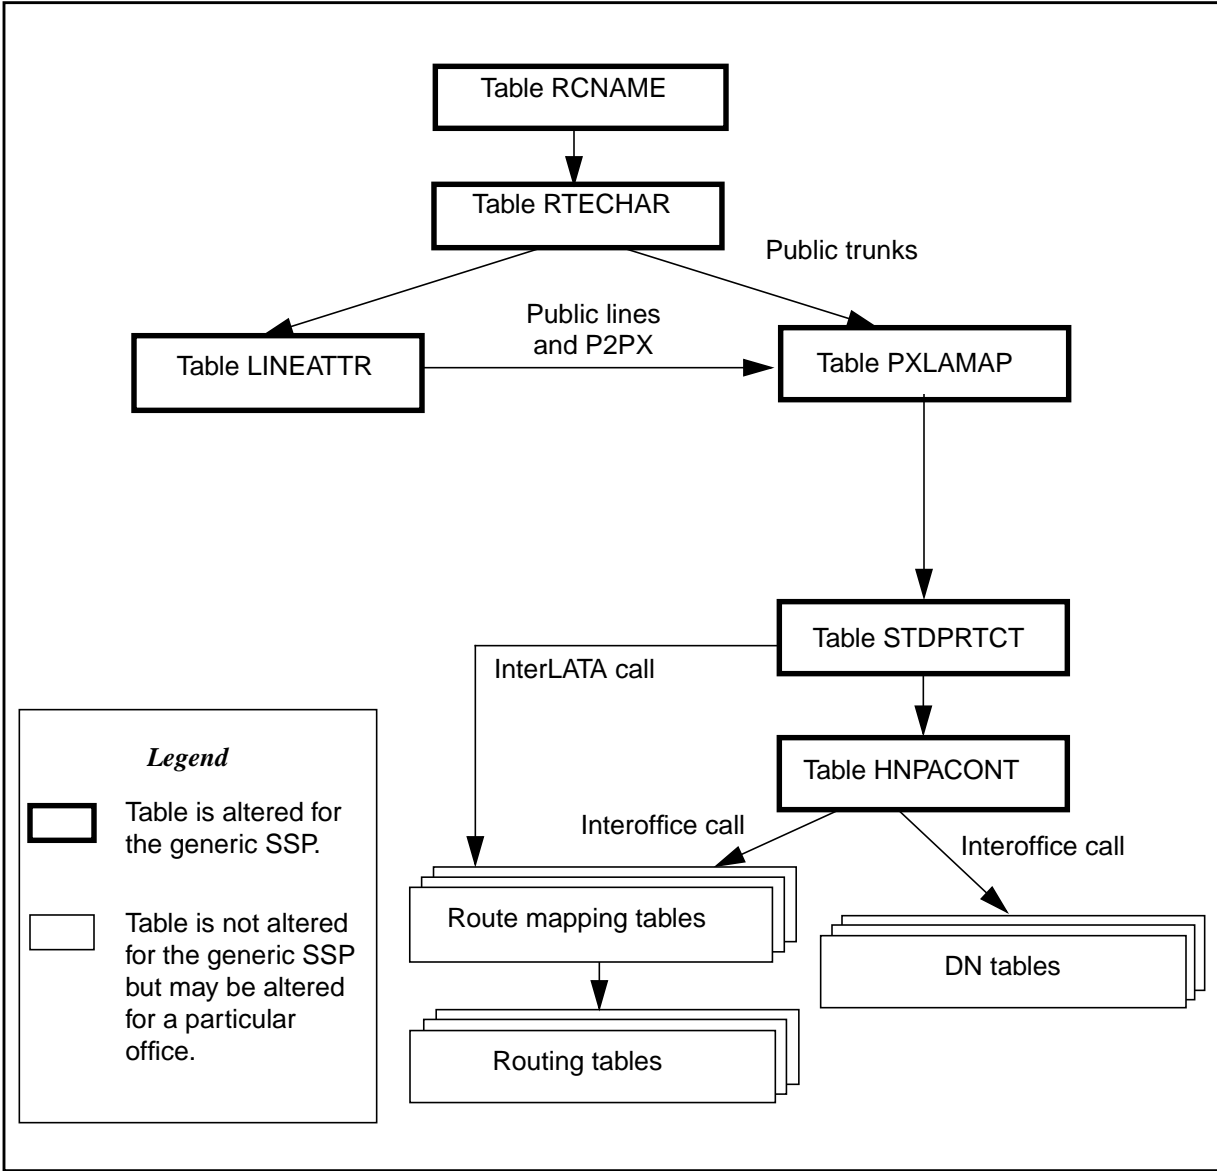 Table RCNAME
Table RTECHAR
Public trunks
Public lines
and P2PX
Table LINEATTR
Table PXLAMAP
Table STDPRTCT
InterLATA call
Table HNPACONT
Interoffice call
Interoffice call
Route mapping tables
DN tables
Routing tables
Legend
Table is altered for
the generic SSP.
Table is not altered
for the generic SSP
but may be altered
for a particular
office.